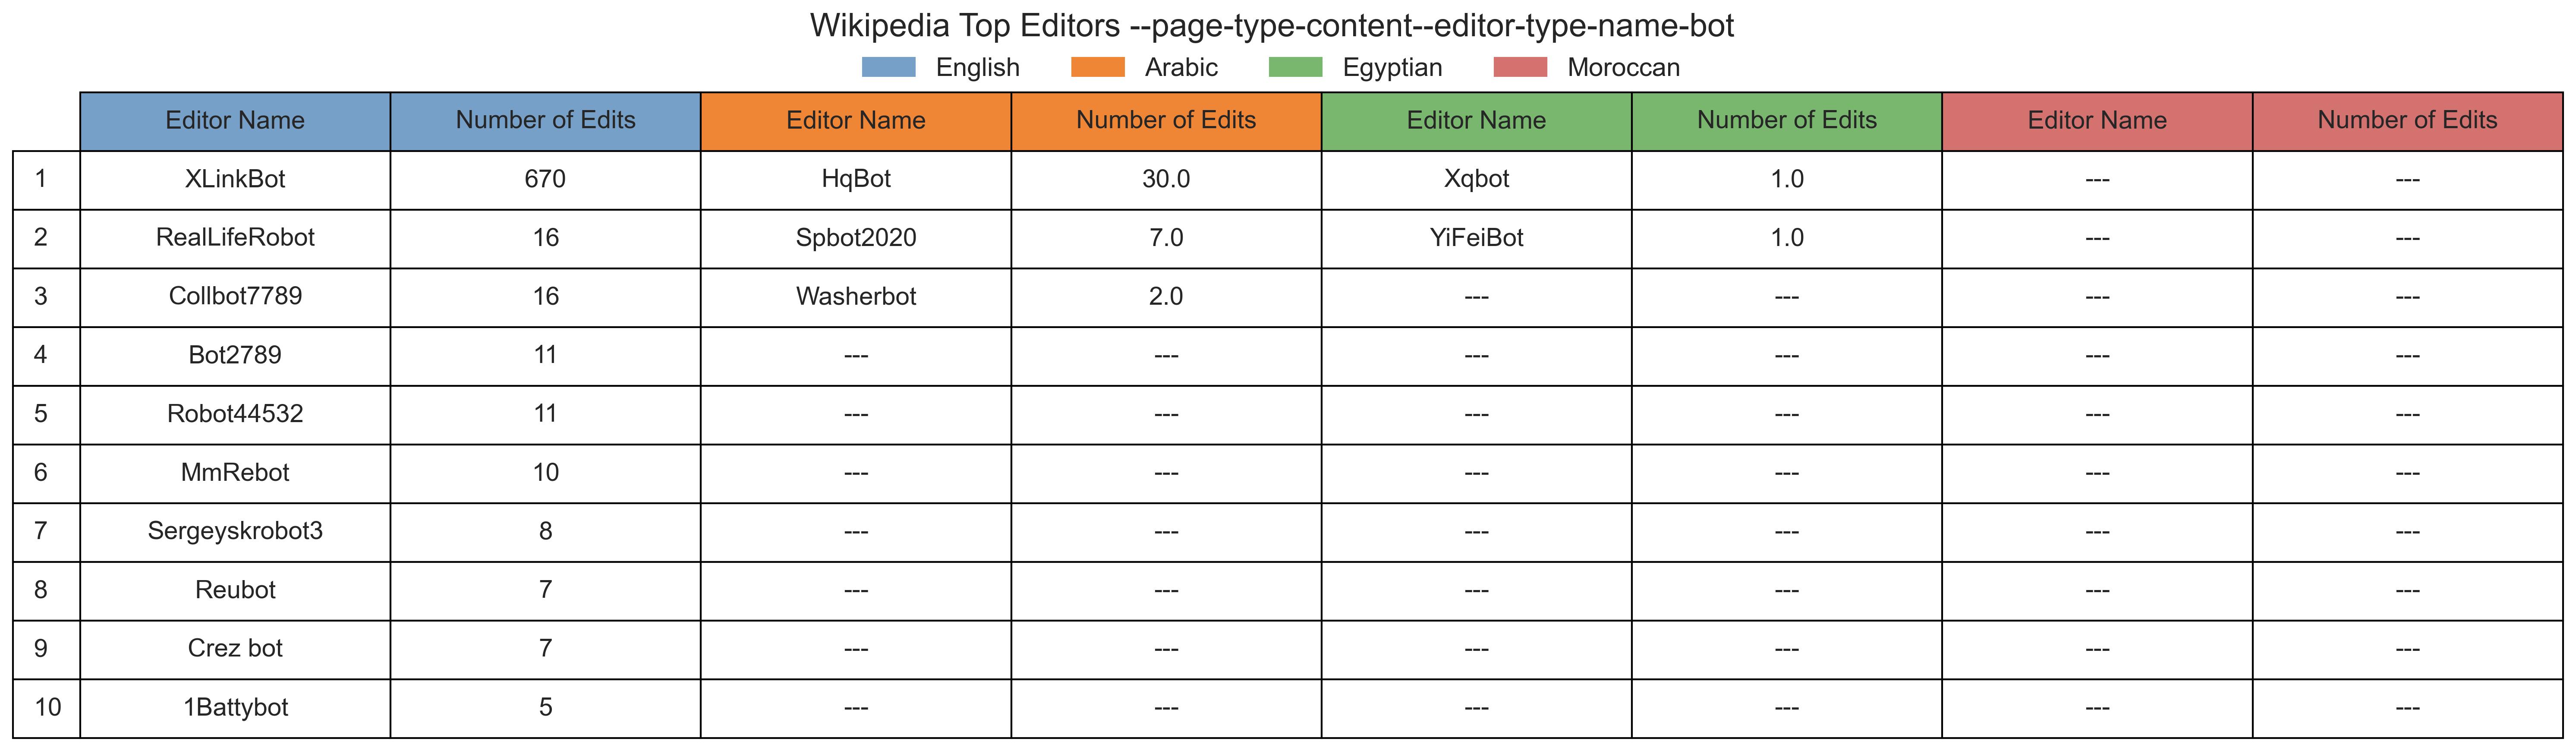 Wikipedia Top Editors --page-type-content--editor-type-name-bot
English Arabic Egyptian Moroccan
Editor Name Number of Edits Editor Name Number of Edits Editor Name Number of Edits Editor Name Number of Edits
1 XLinkBot 670 HqBot 30.0 Xqbot 1.0 --- ---
2 RealLifeRobot 16 Spbot2020 7.0 YiFeiBot 1.0 --- ---
3 Collbot7789 16 Washerbot 2.0 --- --- --- ---
4 Bot2789 11 --- --- --- --- --- ---
5 Robot44532 11 --- --- --- --- --- ---
6 MmRebot 10 --- --- --- --- --- ---
7 Sergeyskrobot3 8 --- --- --- --- --- ---
8 Reubot 7 --- --- --- --- --- ---
9 Crez bot 7 --- --- --- --- --- ---
10 1Battybot 5 --- --- --- --- --- ---